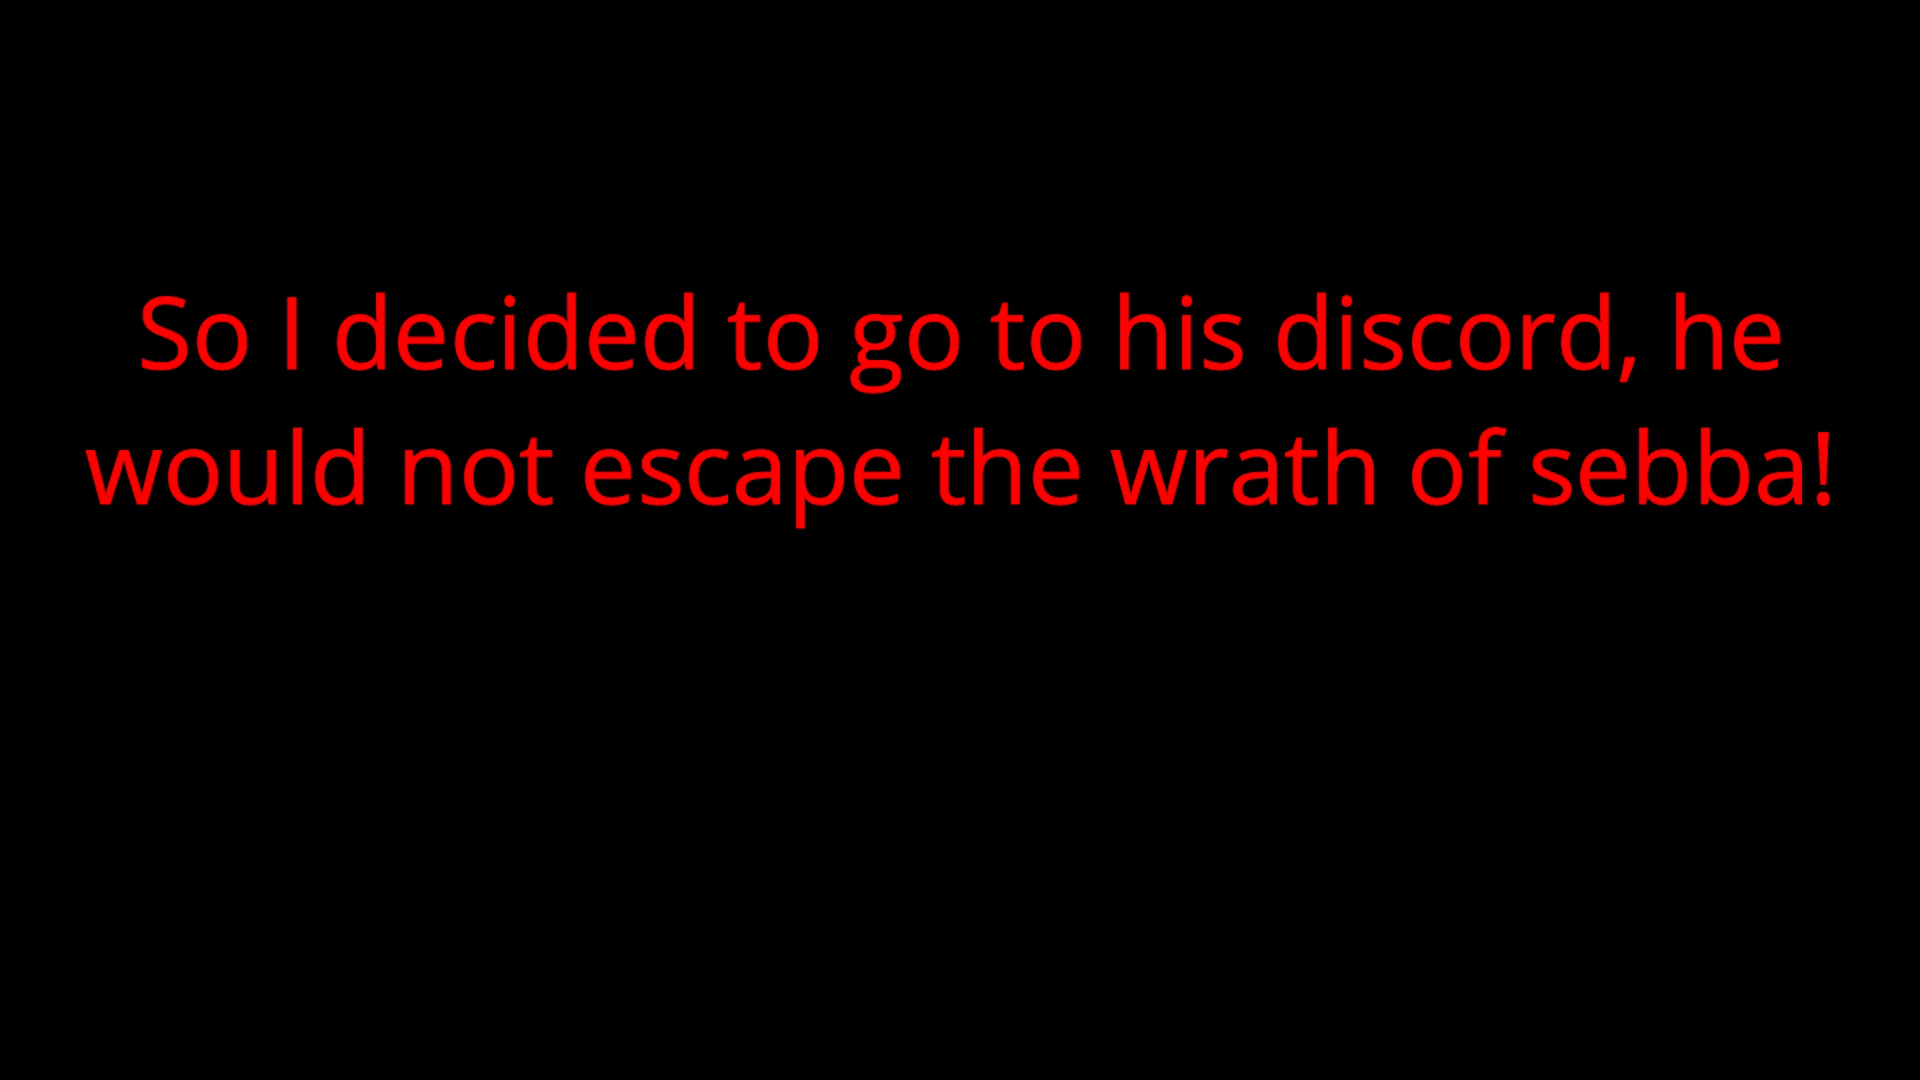 So I decided to go to his discord, he
would not escape the wrath of sebba!